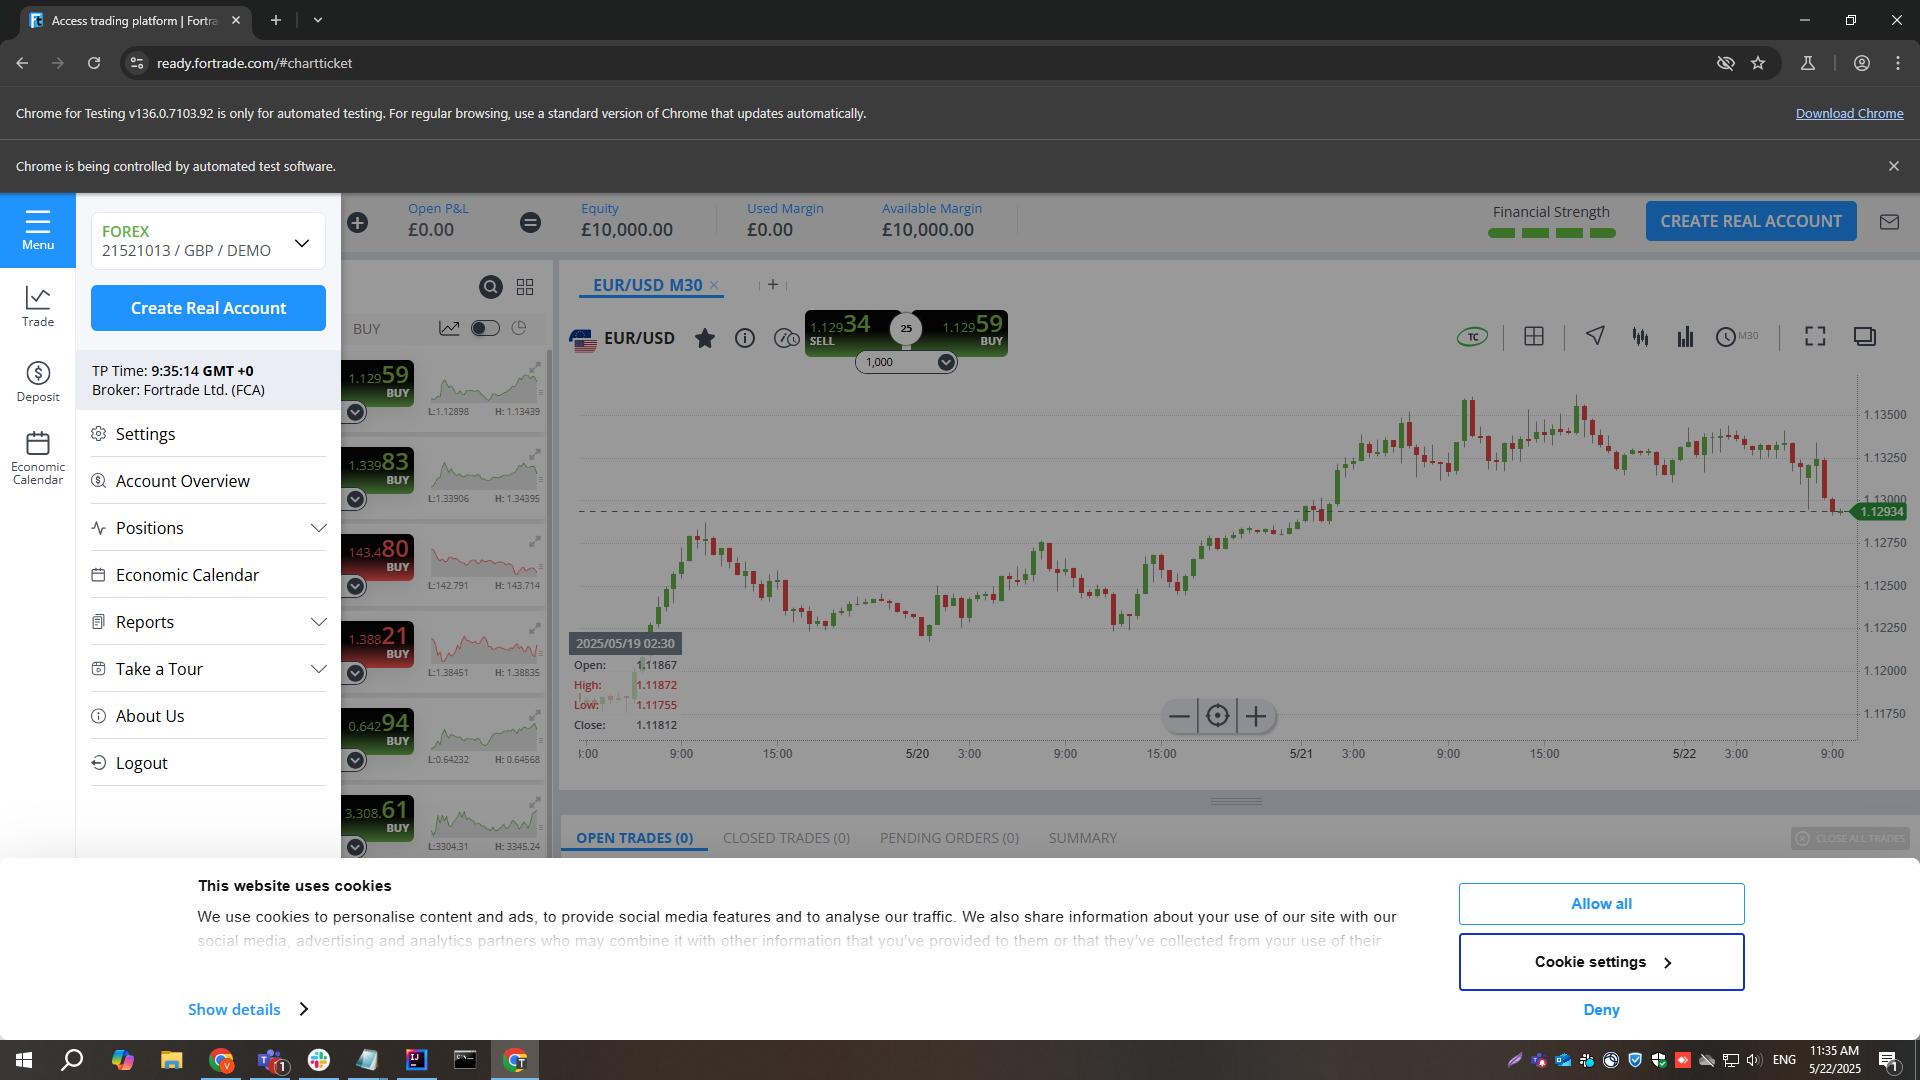 Access trading platform | Fortra
ready.fortrade.com/#chartticket
Chrome for Testing v136.0.7103.92 is only for automated testing. For regular browsing, use a standard version of Chrome that updates automatically.
Download Chrome
Chrome is being controlled by automated test software.
Menu
Trade
Deposit
Economic
Calendar
FOREX
21521013 / GBP / DEMO
Create Real Account
TP Time: 9:35:14 GMT +0
Broker: Fortrade Ltd. (FCA)
Settings
Account Overview
Positions
Economic Calendar
Reports
Take a Tour
About Us
Logout
Open P&L
£0.00
Equity
£10,000.00
Used Margin
£0.00
Available Margin
£10,000.00
Financial Strength
CREATE REAL ACCOUNT
BUY
1.12959
BUY
L:1.12898 H: 1.13439
1.33983
BUY
L:1.33906 H: 1.34395
143.480
BUY
L:142.791 H: 143.714
1.38821
BUY
L:1.38451 H: 1.38835
0.64294
BUY
L:0.64232 H: 0.64568
3,308.61
BUY
L:3304.31 H: 3345.24
EUR/USD M30
EUR/USD
1.12934
SELL
25
1.12959
BUY
1,000
TC
M30
1.13500
1.13250
1.13000
1.12934
1.12750
1.12500
1.12250
1.12000
1.11750
2025/05/19 02:30
Open: 1.11867
High: 1.11872
Low: 1.11755
Close: 1.11812
9:00 15:00 5/20 3:00 9:00 15:00 5/21 3:00 9:00 15:00 5/22 3:00 9:00
OPEN TRADES (0)
CLOSED TRADES (0)
PENDING ORDERS (0)
SUMMARY
CLOSE ALL TRADES
This website uses cookies
We use cookies to personalise content and ads, to provide social media features and to analyse our traffic. We also share information about your use of our site with our
social media, advertising and analytics partners who may combine it with other information that you've provided to them or that they've collected from your use of their
Show details
Allow all
Cookie settings
Deny
ENG
11:35 AM
5/22/2025